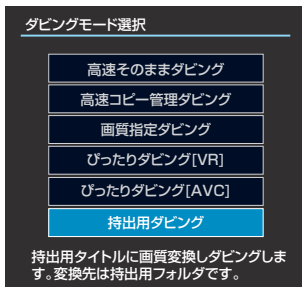 ダビングモード選択
高速そのままダビング
高速コピー管理ダビング
画質指定ダビング
ぴったりダビング[VR]
ぴったりダビング[AVC]
持出用ダビング
持出用タイトルに画質変換しダビングしま
す。変換先は持出用フォルダです。